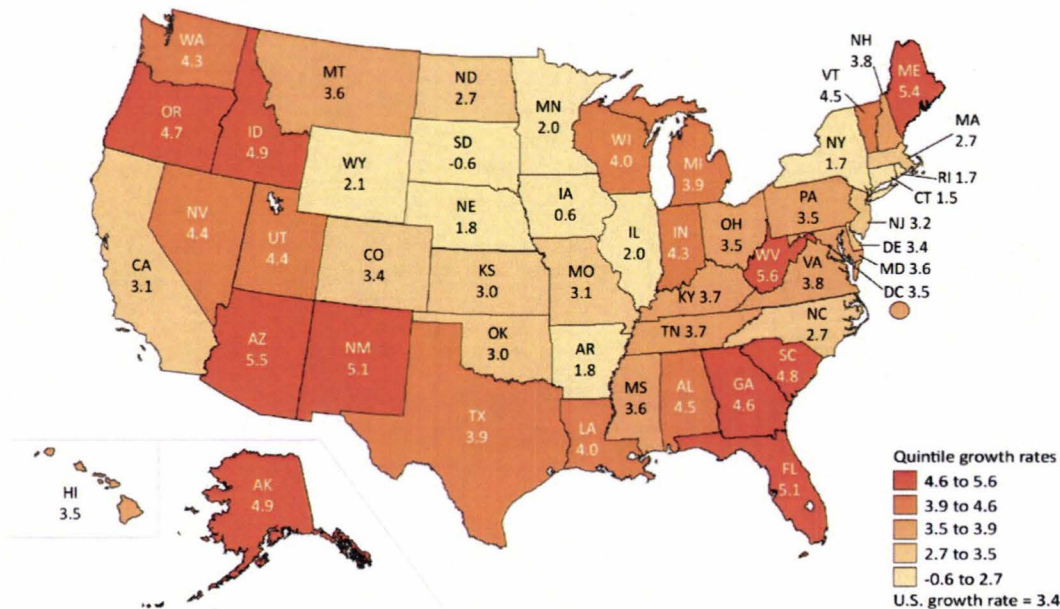 WA
4.3
OR
4.7
ID
4.9
MT
3.6
ND
2.7
MN
2.0
SD
-0.6
WY
2.1
NE
1.8
IA
0.6
WI
4.0
MI
3.9
NV
4.4
UT
4.4
CO
3.4
CA
3.1
KS
3.0
MO
3.1
IL
2.0
IN
4.3
OH
3.5
PA
3.5
NY
1.7
VT
4.5
NH
3.8
ME
5.4
MA
2.7
RI 1.7
CT 1.5
NJ 3.2
DE 3.4
MD 3.6
DC 3.5
WV
5.6
VA
3.8
KY 3.7
TN 3.7
NC
2.7
AZ
5.5
NM
5.1
OK
3.0
AR
1.8
TX
3.9
LA
4.0
MS
3.6
AL
4.5
GA
4.6
SC
4.8
FL
5.1
HI
3.5
AK
4.9
Quintile growth rates
4.6 to 5.6
3.9 to 4.6
3.5 to 3.9
2.7 to 3.5
-0.6 to 2.7
U.S. growth rate = 3.4